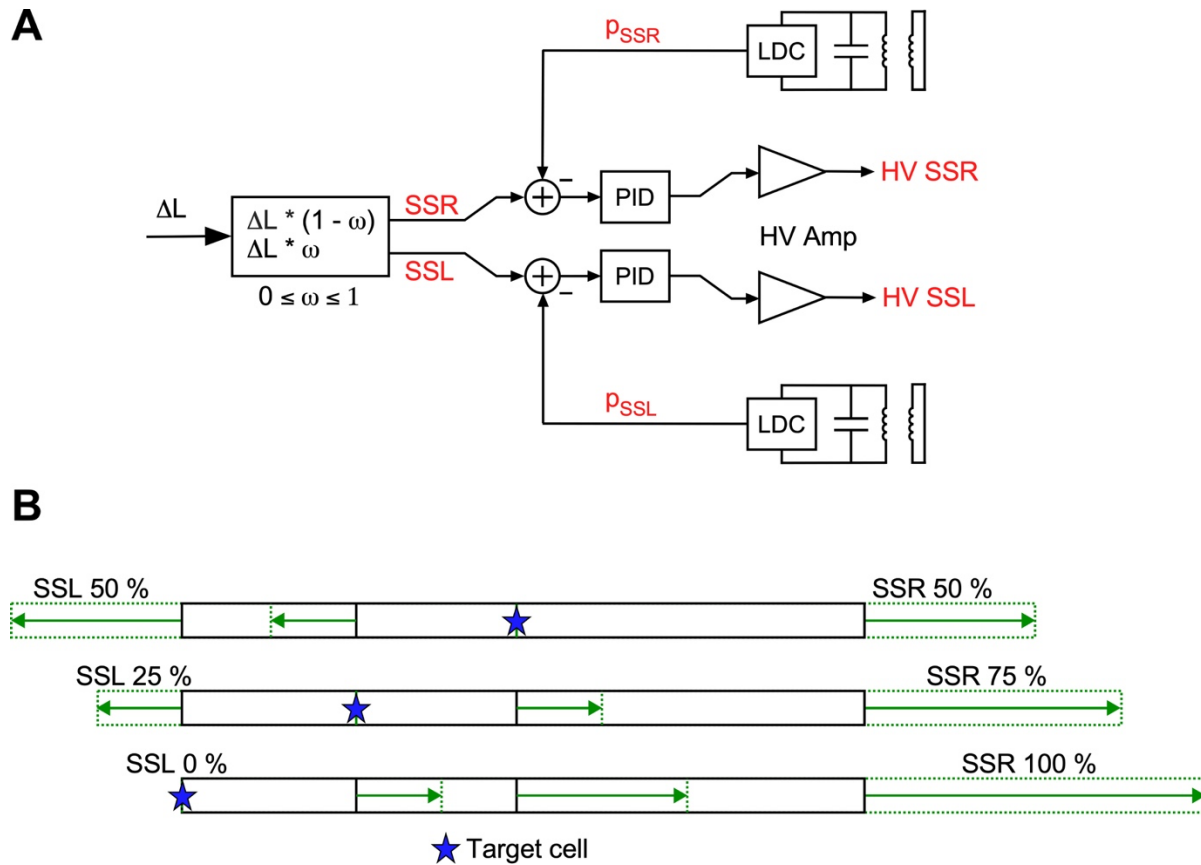 A
pSSR
LDC
ΔL
ΔL * (1 - ω)
ΔL * ω
0 ≤ ω ≤ 1
SSR
SSL
+
−
PID
HV SSR
HV Amp
+
−
PID
HV SSL
pSSL
LDC
B
SSL 50 %
SSR 50 %
SSL 25 %
SSR 75 %
SSL 0 %
SSR 100 %
Target cell